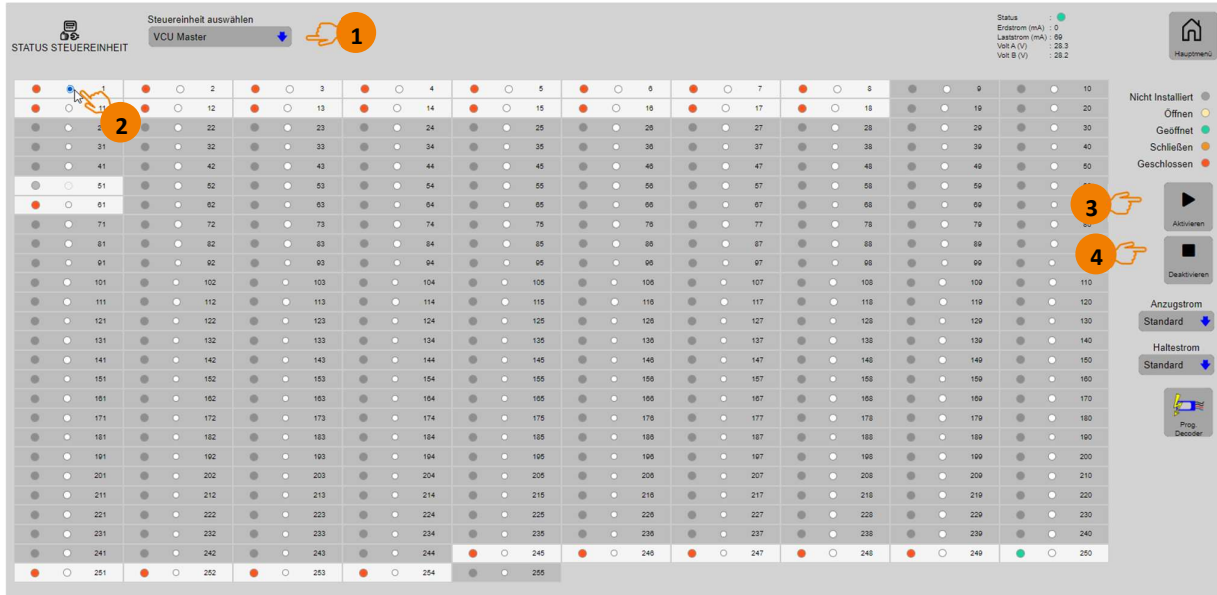 Steuereinheit auswählen
VCU Master
STATUS STEUEREINHEIT
1
Status :
Erdstrom (mA) : 0
Laststrom (mA) : 69
Volt A (V) : 28.3
Volt B (V) : 28.2
Hauptmenü
1 2 3 4 5 6 7 8 9 10
11 12 13 14 15 16 17 18 19 20
2
22 23 24 25 26 27 28 29 30
31 32 33 34 35 36 37 38 39 40
41 42 43 44 45 46 47 48 49 50
51 52 53 54 55 56 57 58 59
61 62 63 64 65 66 67 68 69
71 72 73 74 75 76 77 78 79 80
81 82 83 84 85 86 87 88 89
91 92 93 94 95 96 97 98 99
101 102 103 104 105 106 107 108 109 110
111 112 113 114 115 116 117 118 119 120
121 122 123 124 125 126 127 128 129 130
131 132 133 134 135 136 137 138 139 140
141 142 143 144 145 146 147 148 149 150
151 152 153 154 155 156 157 158 159 160
161 162 163 164 165 166 167 168 169 170
171 172 173 174 175 176 177 178 179 180
181 182 183 184 185 186 187 188 189 190
191 192 193 194 195 196 197 198 199 200
201 202 203 204 205 206 207 208 209 210
211 212 213 214 215 216 217 218 219 220
221 222 223 224 225 226 227 228 229 230
231 232 233 234 235 236 237 238 239 240
241 242 243 244 245 246 247 248 249 250
251 252 253 254 255
Nicht Installiert
Öffnen
Geöffnet
Schließen
Geschlossen
3
Aktivieren
4
Deaktivieren
Anzugstrom
Standard
Haltestrom
Standard
Prog.
Decoder